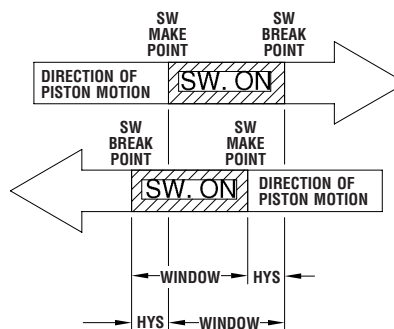 SW
MAKE
POINT
SW
BREAK
POINT
DIRECTION OF
PISTON MOTION
SW. ON
SW
BREAK
POINT
SW
MAKE
POINT
SW. ON
DIRECTION OF
PISTON MOTION
WINDOW
HYS
HYS
WINDOW